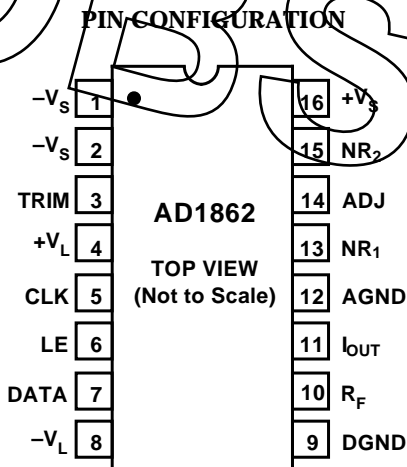 PIN CONFIGURATION
–VS 1
–VS 2
TRIM 3
+VL 4
CLK 5
LE 6
DATA 7
–VL 8
AD1862
TOP VIEW
(Not to Scale)
16 +VS
15 NR2
14 ADJ
13 NR1
12 AGND
11 IOUT
10 RF
9 DGND